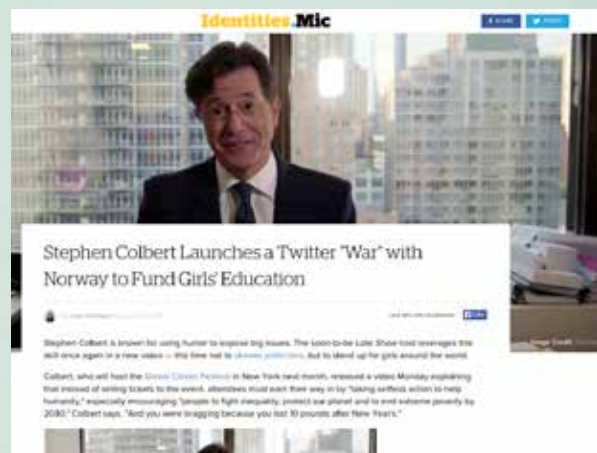 Identities.Mic
SHARE
Stephen Colbert Launches a Twitter "War" with
Norway to Fund Girls' Education
Like
Image Credit:
Stephen Colbert is known for using humor to expose big issues. The soon-to-be Late Show host leverages this
skill once again in a new video — this time not to skewer politicians, but to stand up for girls around the world.
Colbert, who will host the Global Citizen Festival in New York next month, released a video Monday explaining
that instead of selling tickets to the event, attendees must earn their way in by "taking selfless action to help
humanity," especially encouraging "people to fight inequality, protect our planet and to end extreme poverty by
2030." Colbert says. "And you were bragging because you lost 10 pounds after New Year's."